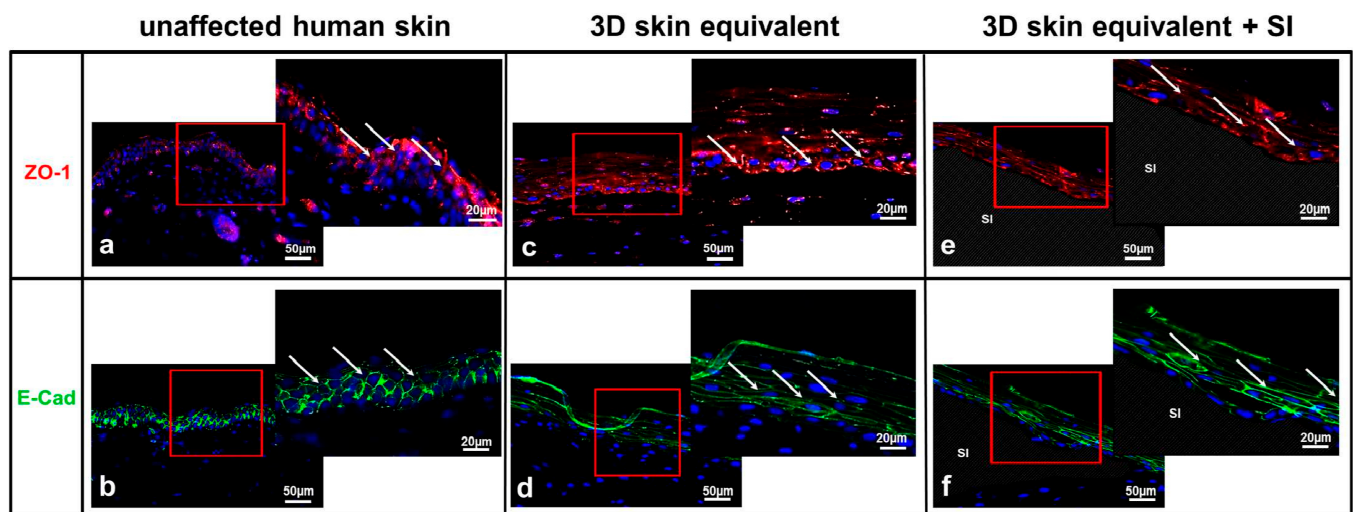 unaffected human skin 3D skin equivalent 3D skin equivalent + SI
ZO-1
a 50µm 20µm
c 50µm 20µm
e SI 50µm SI 20µm
E-Cad
b 50µm 20µm
d 50µm 20µm
f SI 50µm SI 20µm